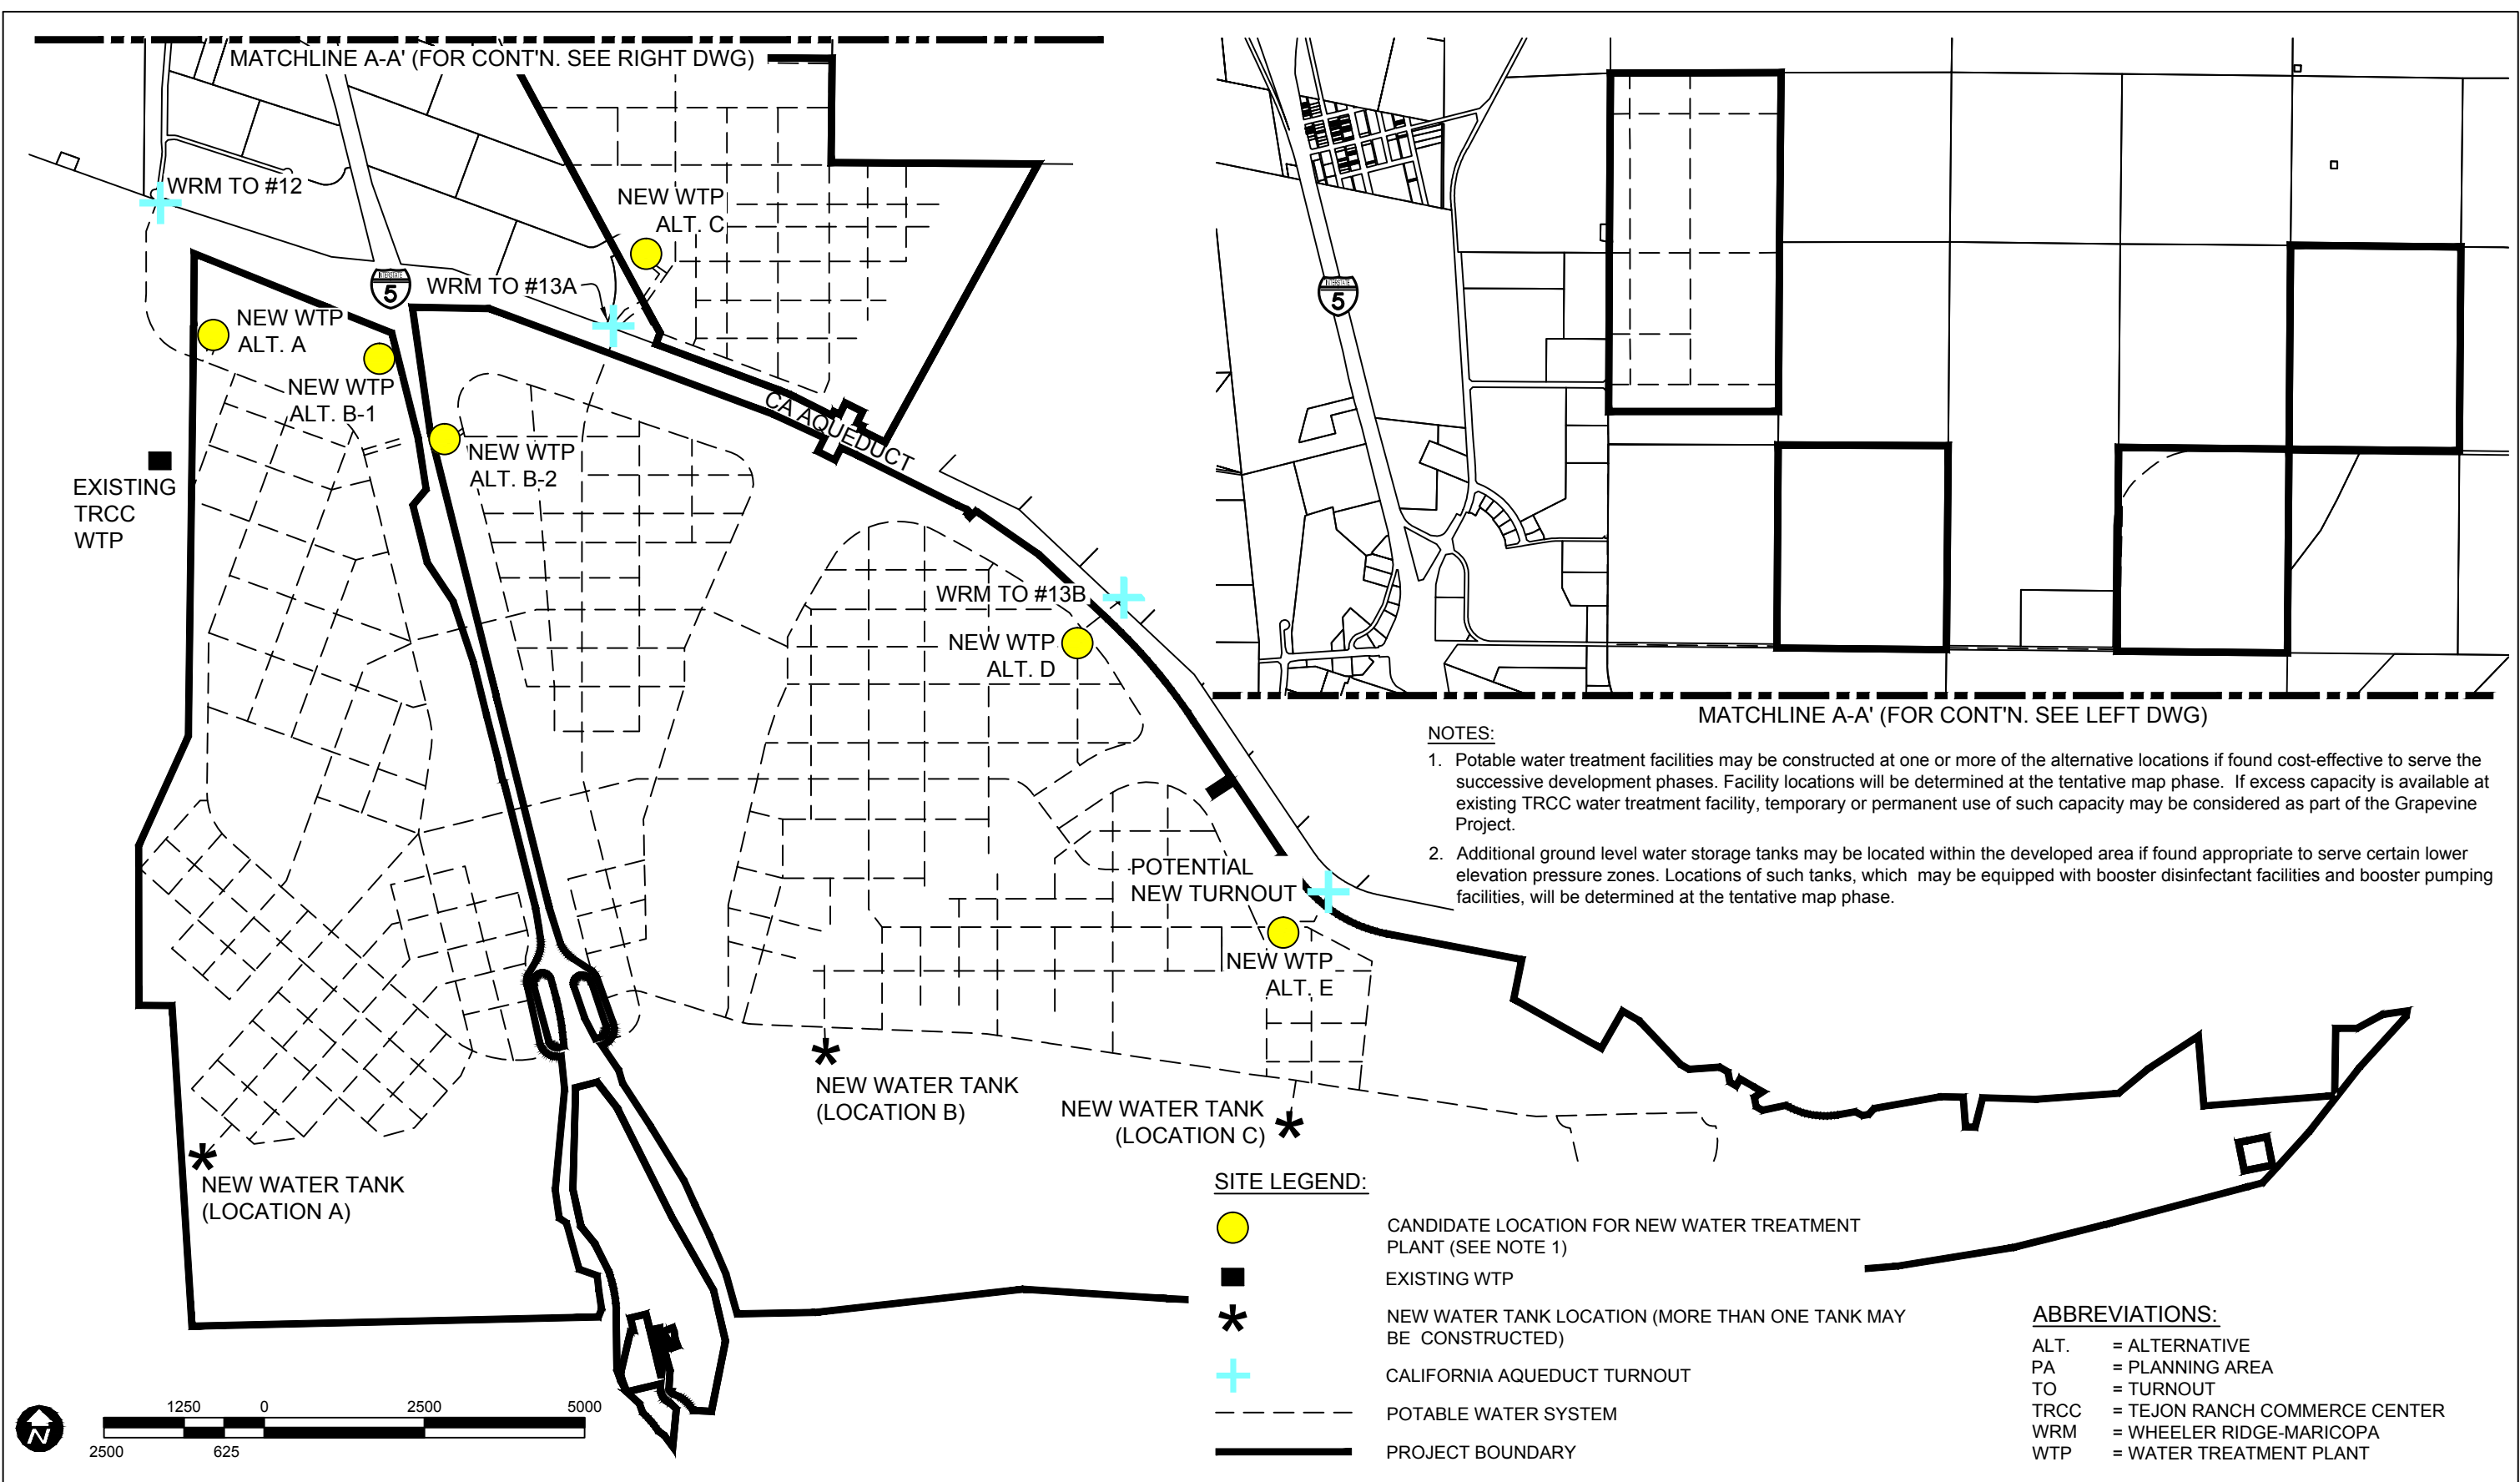 MATCHLINE A-A' (FOR CONT'N. SEE RIGHT DWG)
WRM TO #12
NEW WTP
ALT. C
INTERSTATE
5
WRM TO #13A
NEW WTP
ALT. A
NEW WTP
ALT. B-1
CA AQUEDUCT
NEW WTP
ALT. B-2
EXISTING
TRCC
WTP
WRM TO #13B
NEW WTP
ALT. D
POTENTIAL
NEW TURNOUT
NEW WTP
ALT. E
NEW WATER TANK
(LOCATION B)
NEW WATER TANK
(LOCATION C)
NEW WATER TANK
(LOCATION A)
INTERSTATE
5
MATCHLINE A-A' (FOR CONT'N. SEE LEFT DWG)
NOTES:
1. Potable water treatment facilities may be constructed at one or more of the alternative locations if found cost-effective to serve the
successive development phases. Facility locations will be determined at the tentative map phase. If excess capacity is available at
existing TRCC water treatment facility, temporary or permanent use of such capacity may be considered as part of the Grapevine
Project.
2. Additional ground level water storage tanks may be located within the developed area if found appropriate to serve certain lower
elevation pressure zones. Locations of such tanks, which may be equipped with booster disinfectant facilities and booster pumping
facilities, will be determined at the tentative map phase.
SITE LEGEND:
CANDIDATE LOCATION FOR NEW WATER TREATMENT
PLANT (SEE NOTE 1)
EXISTING WTP
NEW WATER TANK LOCATION (MORE THAN ONE TANK MAY
BE CONSTRUCTED)
CALIFORNIA AQUEDUCT TURNOUT
POTABLE WATER SYSTEM
PROJECT BOUNDARY
ABBREVIATIONS:
ALT. = ALTERNATIVE
PA = PLANNING AREA
TO = TURNOUT
TRCC = TEJON RANCH COMMERCE CENTER
WRM = WHEELER RIDGE-MARICOPA
WTP = WATER TREATMENT PLANT
N
1250 0 2500 5000
2500 625